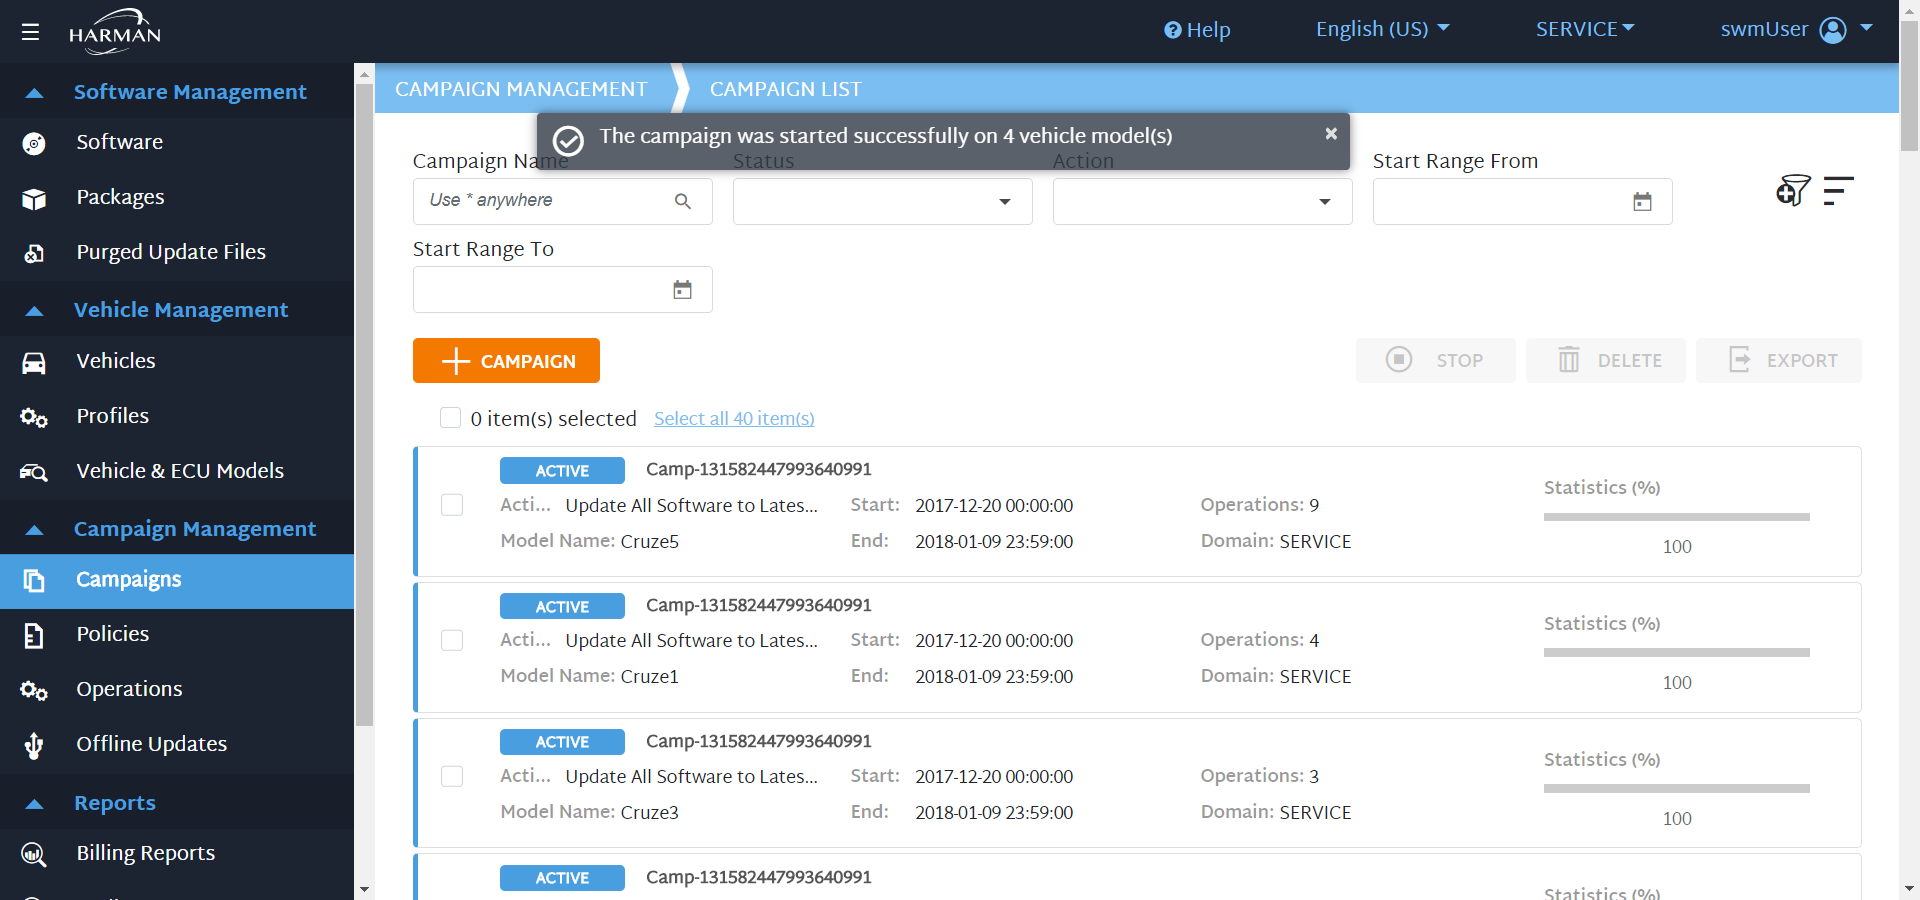 HARMAN
Help
English (US)
SERVICE
swmUser
Software Management
Software
Packages
Purged Update Files
Vehicle Management
Vehicles
Profiles
Vehicle & ECU Models
Campaign Management
Campaigns
Policies
Operations
Offline Updates
Reports
Billing Reports
CAMPAIGN MANAGEMENT
CAMPAIGN LIST
The campaign was started successfully on 4 vehicle model(s)
×
Campaign Name
Status
Action
Start Range From
Use * anywhere
Start Range To
CAMPAIGN
STOP
DELETE
EXPORT
0 item(s) selected
Select all 40 item(s)
ACTIVE
Camp-131582447993640991
Acti... Update All Software to Lates...
Start: 2017-12-20 00:00:00
Operations: 9
Statistics (%)
Model Name: Cruze5
End: 2018-01-09 23:59:00
Domain: SERVICE
100
ACTIVE
Camp-131582447993640991
Acti... Update All Software to Lates...
Start: 2017-12-20 00:00:00
Operations: 4
Statistics (%)
Model Name: Cruze1
End: 2018-01-09 23:59:00
Domain: SERVICE
100
ACTIVE
Camp-131582447993640991
Acti... Update All Software to Lates...
Start: 2017-12-20 00:00:00
Operations: 3
Statistics (%)
Model Name: Cruze3
End: 2018-01-09 23:59:00
Domain: SERVICE
100
ACTIVE
Camp-131582447993640991
Statistics (%)